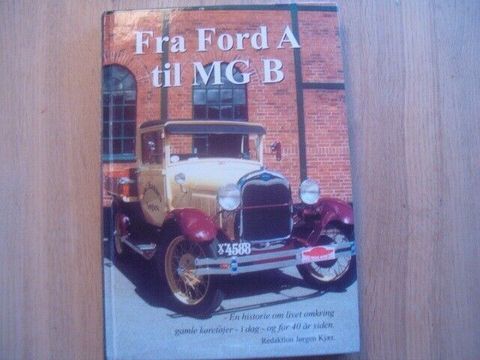 Fra Ford A
til MG B
X 4588
- En historie om livet omkring
gamle køretøjer - i dag - og for 40 år siden.
Redaktion Jørgen Kjær.